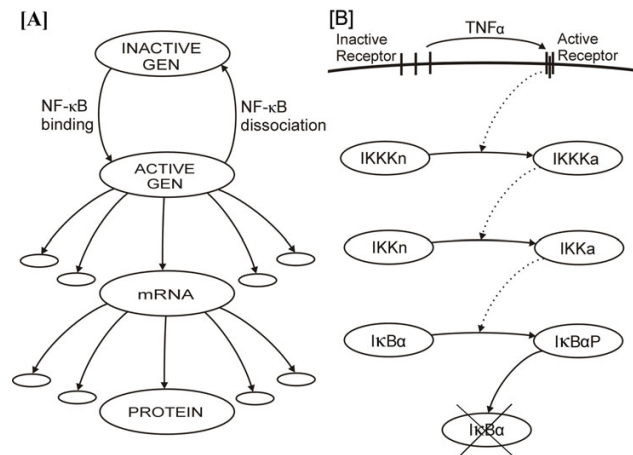 [A]
INACTIVE
GEN
NF-κB
binding
NF-κB
dissociation
ACTIVE
GEN
mRNA
PROTEIN
[B]
TNFα
Inactive
Receptor
Active
Receptor
IKKKn
IKKKa
IKKn
IKKa
IκBα
IκBαP
IκBα